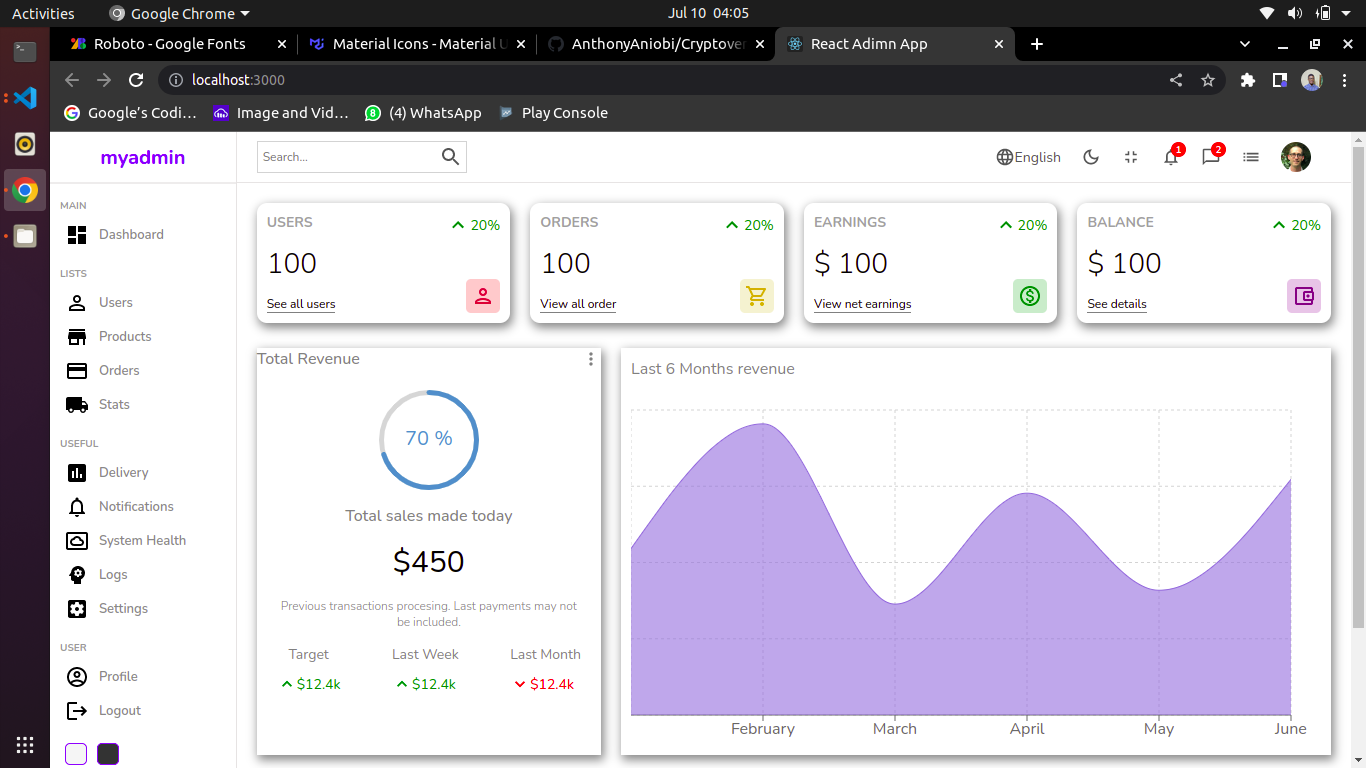 Activities
Google Chrome
Jul 10 04:05
Roboto - Google Fonts
Material Icons - Material U
AnthonyAniobi/Cryptover
React Adimn App
localhost:3000
Google's Codi…
Image and Vid…
(4) WhatsApp
Play Console
myadmin
Search...
English
1
2
MAIN
Dashboard
LISTS
Users
Products
Orders
Stats
USEFUL
Delivery
Notifications
System Health
Logs
Settings
USER
Profile
Logout
USERS
20%
100
See all users
ORDERS
20%
100
View all order
EARNINGS
20%
$ 100
View net earnings
BALANCE
20%
$ 100
See details
Total Revenue
70 %
Total sales made today
$450
Previous transactions procesing. Last payments may not
be included.
Target
$12.4k
Last Week
$12.4k
Last Month
$12.4k
Last 6 Months revenue
February
March
April
May
June